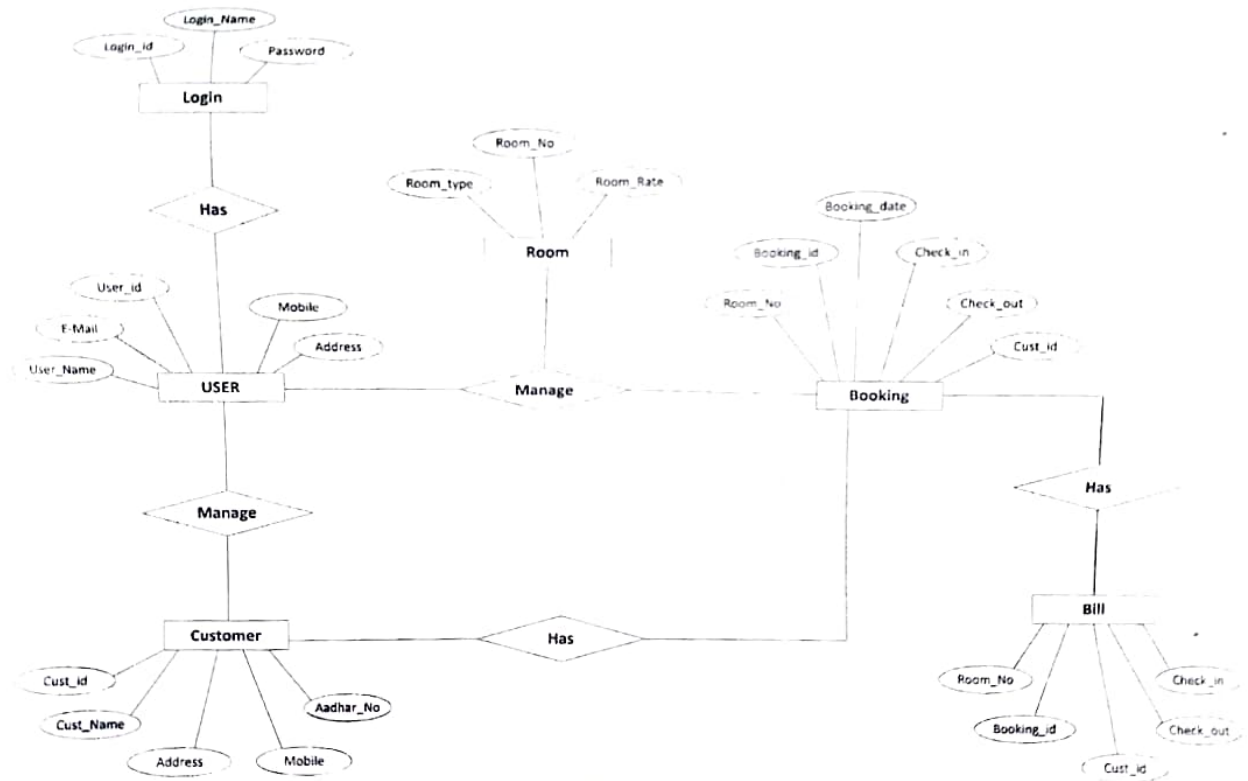 Login_Name
Login_id
Password
Login
Has
Room_No
Room_type
Room_Rate
Room
Booking_date
Booking_id
Check_in
Room_No
Check_out
Cust_id
User_id
Mobile
E-Mail
Address
User_Name
USER
Manage
Booking
Has
Manage
Customer
Has
Bill
Cust_id
Aadhar_No
Cust_Name
Address
Mobile
Room_No
Check_in
Booking_id
Check_out
Cust_id